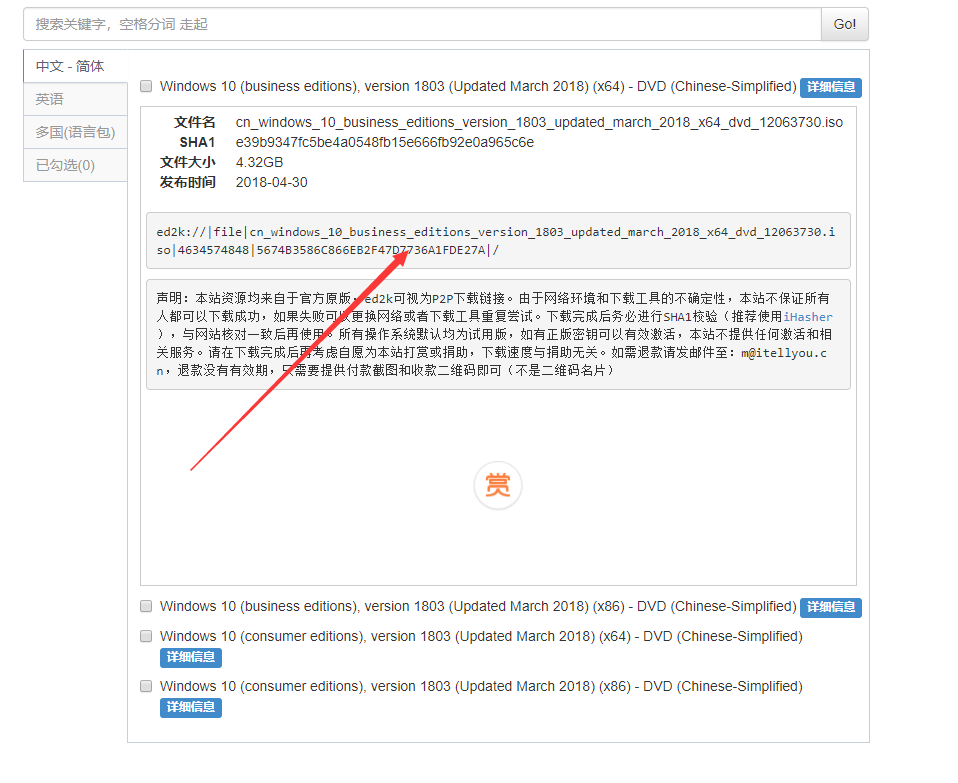 搜索关键字，空格分词 走起
Go!
中文 - 简体
英语
多国(语言包)
已勾选(0)
Windows 10 (business editions), version 1803 (Updated March 2018) (x64) - DVD (Chinese-Simplified) 详细信息
文件名 cn_windows_10_business_editions_version_1803_updated_march_2018_x64_dvd_12063730.iso
SHA1 e39b9347fc5be4a0548fb15e666fb92e0a965c6e
文件大小 4.32GB
发布时间 2018-04-30
ed2k://|file|cn_windows_10_business_editions_version_1803_updated_march_2018_x64_dvd_12063730.i
so|4634574848|5674B3586C866EB2F47D7736A1FDE27A|/
声明：本站资源均来自于官方原版，ed2k可视为P2P下载链接。由于网络环境和下载工具的不确定性，本站不保证所有
人都可以下载成功，如果失败可以更换网络或者下载工具重复尝试。下载完成后务必进行SHA1校验（推荐使用iHasher
），与网站核对一致后再使用。所有操作系统默认均为试用版，如有正版密钥可以有效激活，本站不提供任何激活和相
关服务。请在下载完成后再考虑自愿为本站打赏或捐助，下载速度与捐助无关。如需退款请发邮件至：m@itellyou.c
n，退款没有有效期，只需要提供付款截图和收款二维码即可（不是二维码名片）
赏
Windows 10 (business editions), version 1803 (Updated March 2018) (x86) - DVD (Chinese-Simplified) 详细信息
Windows 10 (consumer editions), version 1803 (Updated March 2018) (x64) - DVD (Chinese-Simplified)
详细信息
Windows 10 (consumer editions), version 1803 (Updated March 2018) (x86) - DVD (Chinese-Simplified)
详细信息